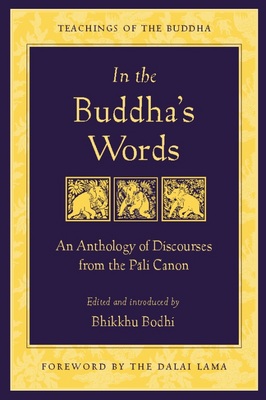 TEACHINGS OF THE BUDDHA
In the
Buddha's
Words
An Anthology of Discourses
from the Pāli Canon
Edited and introduced by
Bhikkhu Bodhi
FOREWORD BY THE DALAI LAMA